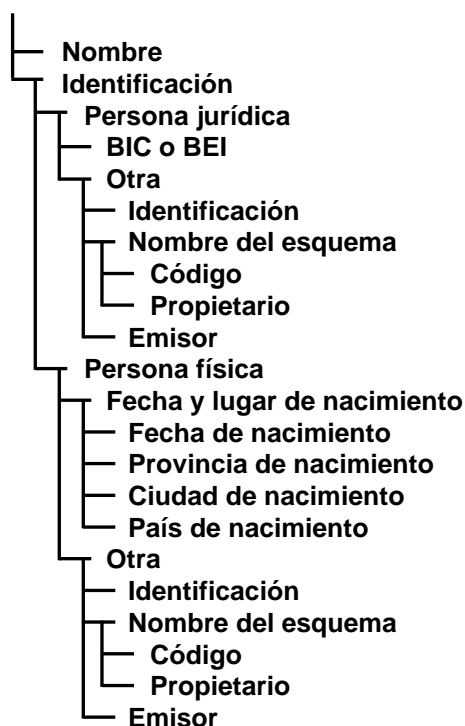 Nombre
Identificación
Persona jurídica
BIC o BEI
Otra
Identificación
Nombre del esquema
Código
Propietario
Emisor
Persona física
Fecha y lugar de nacimiento
Fecha de nacimiento
Provincia de nacimiento
Ciudad de nacimiento
País de nacimiento
Otra
Identificación
Nombre del esquema
Código
Propietario
Emisor